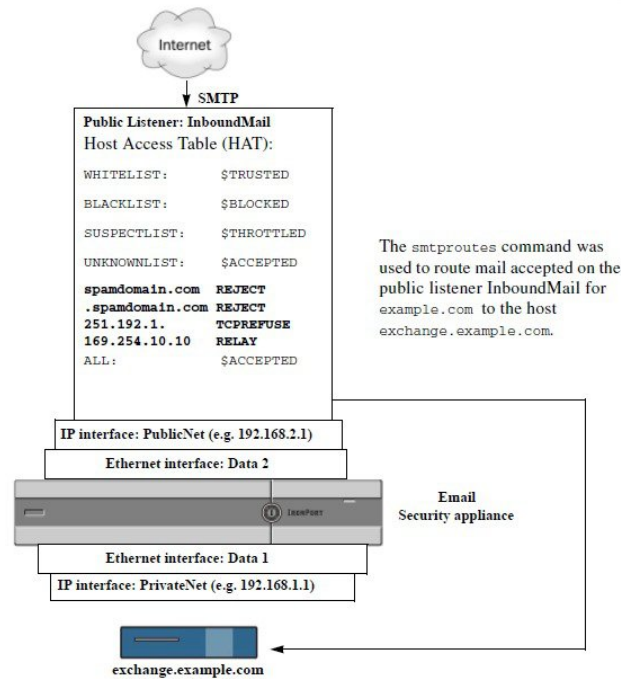 Internet
SMTP
Public Listener: InboundMail
Host Access Table (HAT):
WHITELIST: $TRUSTED
BLACKLIST: $BLOCKED
SUSPECTLIST: $THROTTLED
UNKNOWNLIST: $ACCEPTED
spamdomain.com REJECT
.spamdomain.com REJECT
251.192.1. TCPREFUSE
169.254.10.10 RELAY
ALL: $ACCEPTED
The smtproutes command was
used to route mail accepted on the
public listener InboundMail for
example.com to the host
exchange.example.com.
IP interface: PublicNet (e.g. 192.168.2.1)
Ethernet interface: Data 2
IRONPORT
Email
Security appliance
Ethernet interface: Data 1
IP interface: PrivateNet (e.g. 192.168.1.1)
exchange.example.com